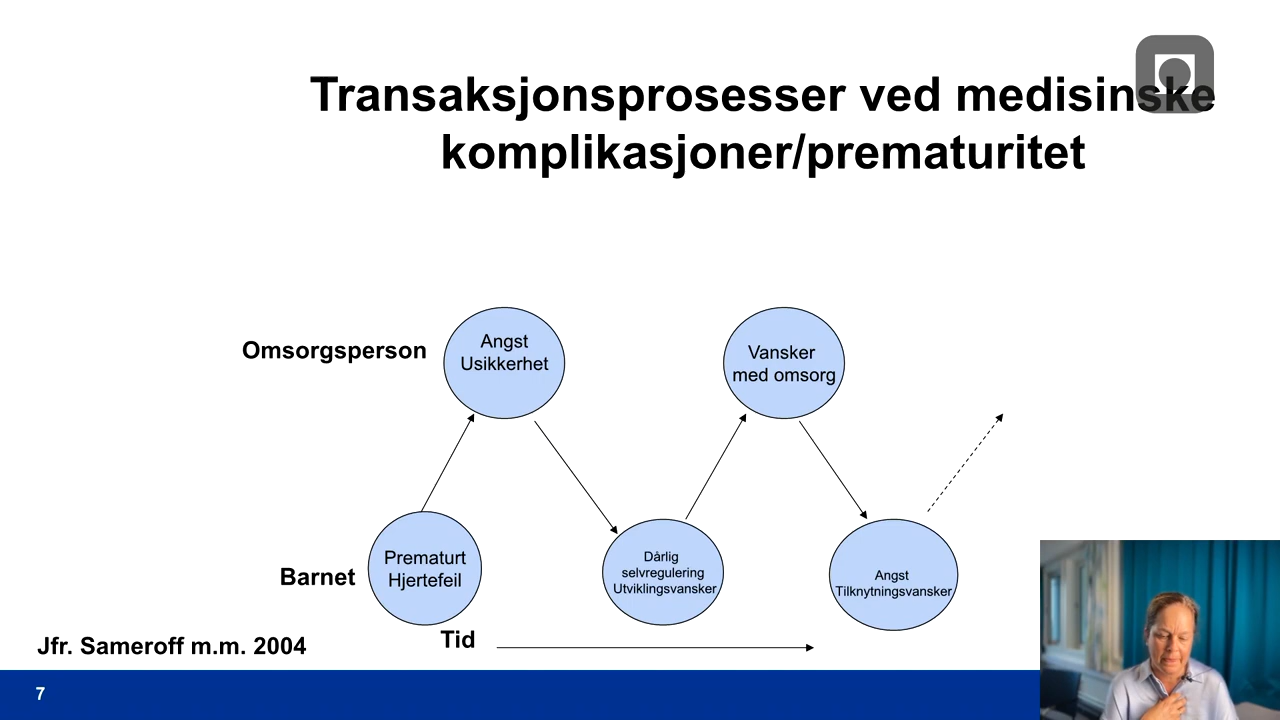 Transaksjonsprosesser ved medisinske
komplikasjoner/prematuritet
Omsorgsperson
Angst
Usikkerhet
Vansker
med omsorg
Barnet
Prematurt
Hjertefeil
Dårlig
selvregulering
Utviklingsvansker
Angst
Tilknytningsvansker
Tid
Jfr. Sameroff m.m. 2004
7